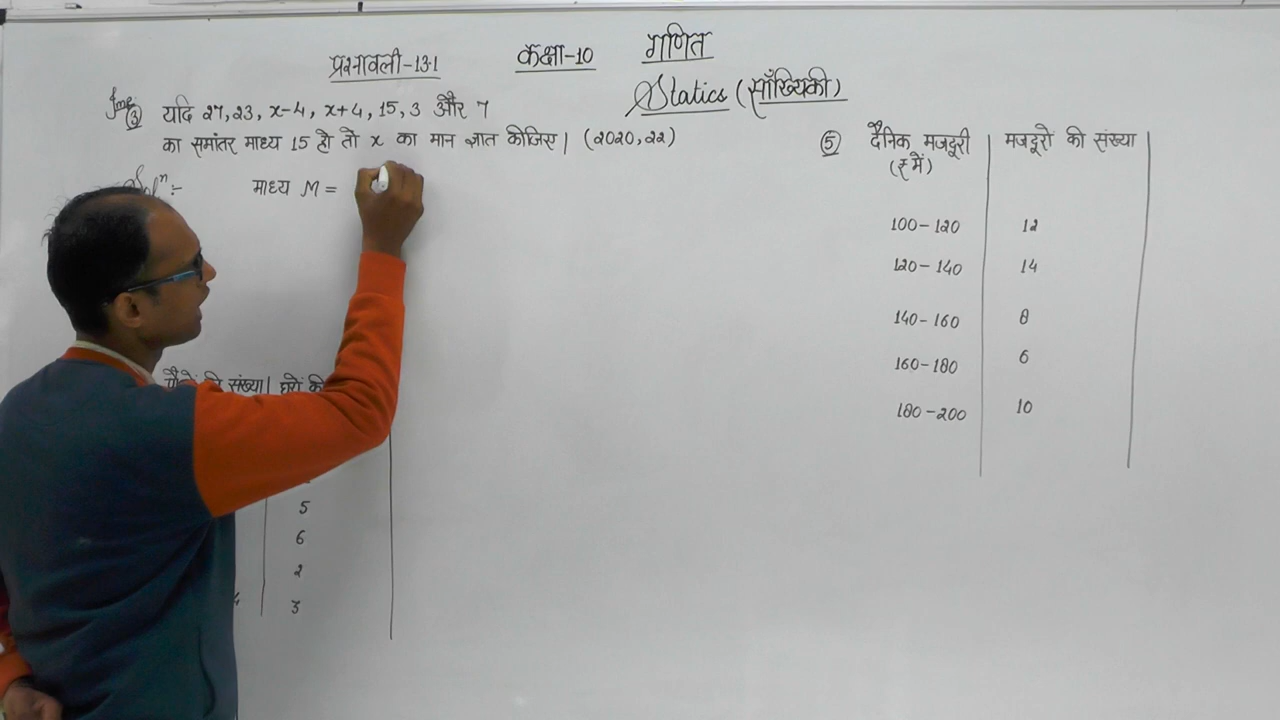 प्रश्नावली-13.1 कक्षा-10 गणित
Statics (साँख्यिकी)
Imp
(3) यदि 27, 23, x-4, x+4, 15, 3 और 7
का समांतर माध्य 15 हो तो x का मान ज्ञात कीजिए। (2020, 22)
Solⁿ :-
माध्य M =
संख्या घरों की
5
6
2
3
(5) दैनिक मजदूरी मजदूरो की संख्या
(₹ में)
100-120 12
120-140 14
140-160 8
160-180 6
180-200 10